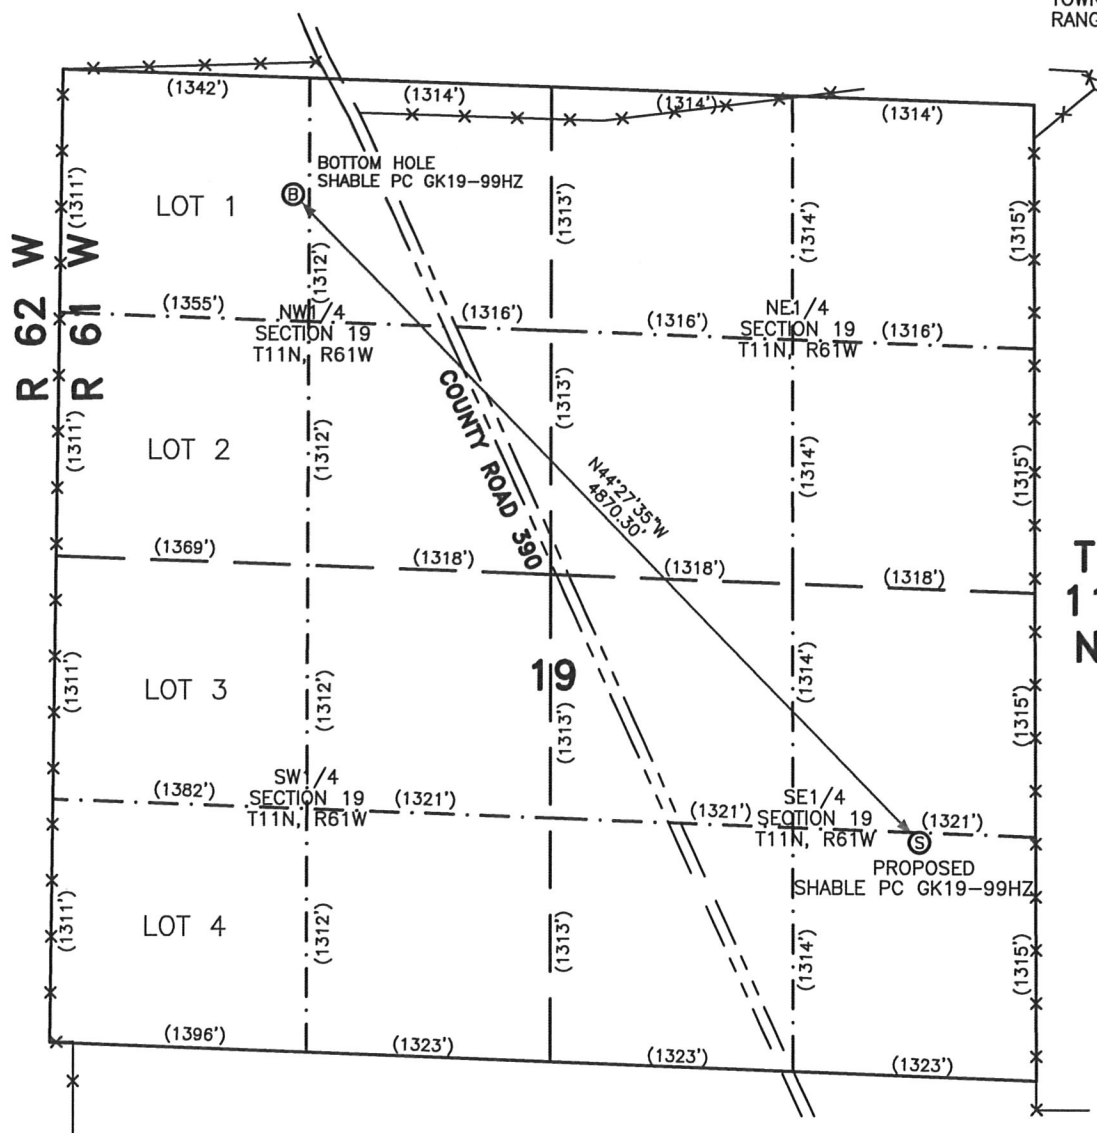 TOWN
RANG
(1342')
(1314')
(1314')
(1314')
BOTTOM HOLE
SHABLE PC GK19-99HZ
B
LOT 1
(1311')
(1312')
(1313')
(1314')
(1315')
R 62 W
R 61 W
(1355')
(1316')
(1316')
(1316')
NW1/4
SECTION 19
T11N, R61W
NE1/4
SECTION 19
T11N, R61W
COUNTY ROAD 390
LOT 2
(1311')
(1312')
(1313')
(1314')
(1315')
N44°27'35"W
4870.30'
(1369')
(1318')
(1318')
(1318')
T
11
N
19
LOT 3
(1311')
(1312')
(1313')
(1314')
(1315')
(1382')
(1321')
(1321')
(1321')
SW1/4
SECTION 19
T11N, R61W
SE1/4
SECTION 19
T11N, R61W
S
PROPOSED
SHABLE PC GK19-99HZ
LOT 4
(1311')
(1312')
(1313')
(1314')
(1315')
(1396')
(1323')
(1323')
(1323')